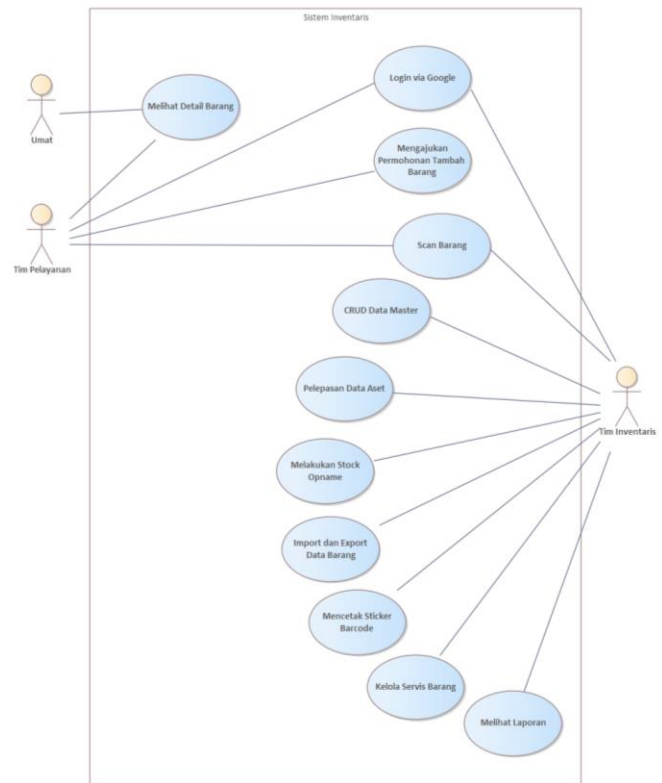 Sistem Inventaris
Login via Google
Melihat Detail Barang
Umat
Mengajukan
Permohonan Tambah
Barang
Tim Pelayanan
Scan Barang
CRUD Data Master
Pelepasan Data Aset
Tim Inventaris
Melakukan Stock
Opname
Import dan Export
Data Barang
Mencetak Sticker
Barcode
Kelola Servis Barang
Melihat Laporan